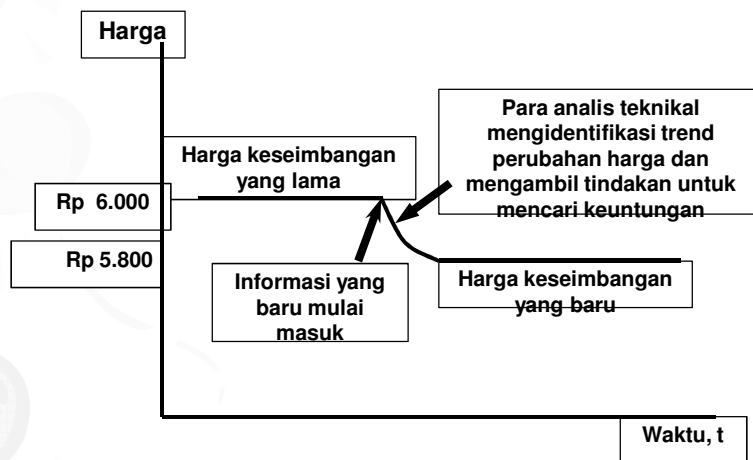 Harga
Para analis teknikal
mengidentifikasi trend
perubahan harga dan
mengambil tindakan untuk
mencari keuntungan
Harga keseimbangan
yang lama
Rp 6.000
Rp 5.800
Informasi yang
baru mulai
masuk
Harga keseimbangan
yang baru
Waktu, t